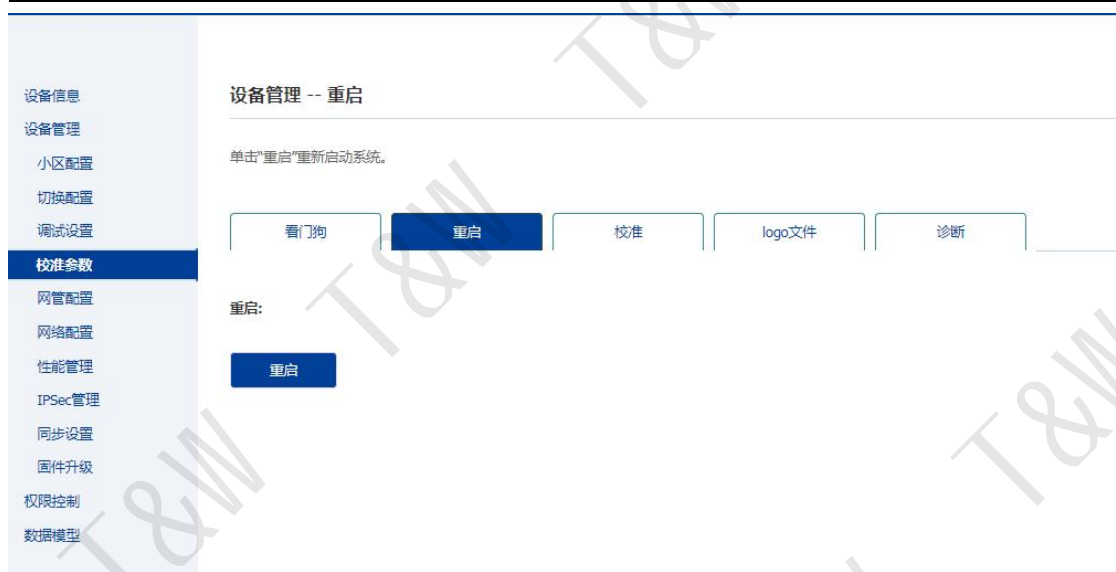 设备信息
设备管理
小区配置
切换配置
调试设置
校准参数
网管配置
网络配置
性能管理
IPSec管理
同步设置
固件升级
权限控制
数据模型
设备管理 -- 重启
单击"重启"重新启动系统。
看门狗 重启 校准 logo文件 诊断
重启:
重启
T&W
T&W
T&W
T&W